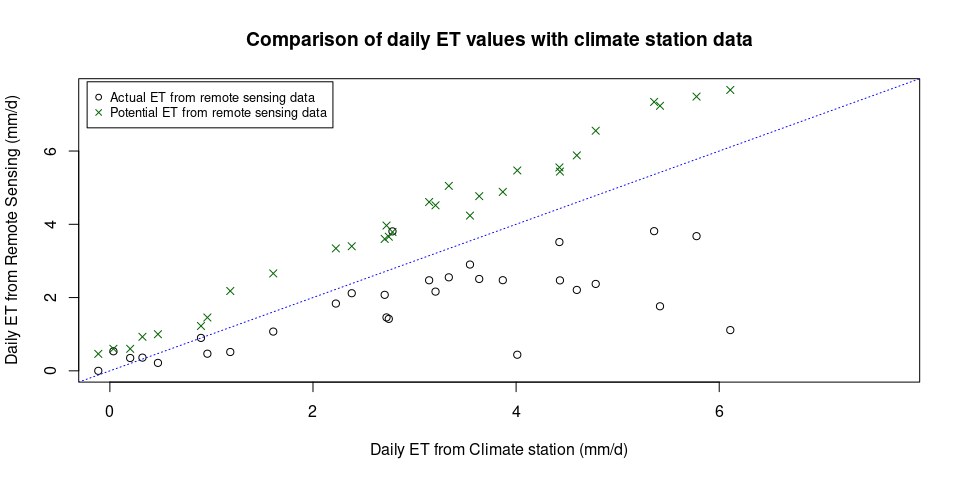 Comparison of daily ET values with climate station data
Actual ET from remote sensing data
Potential ET from remote sensing data
Daily ET from Remote Sensing (mm/d)
6
4
2
0
0 2 4 6
Daily ET from Climate station (mm/d)